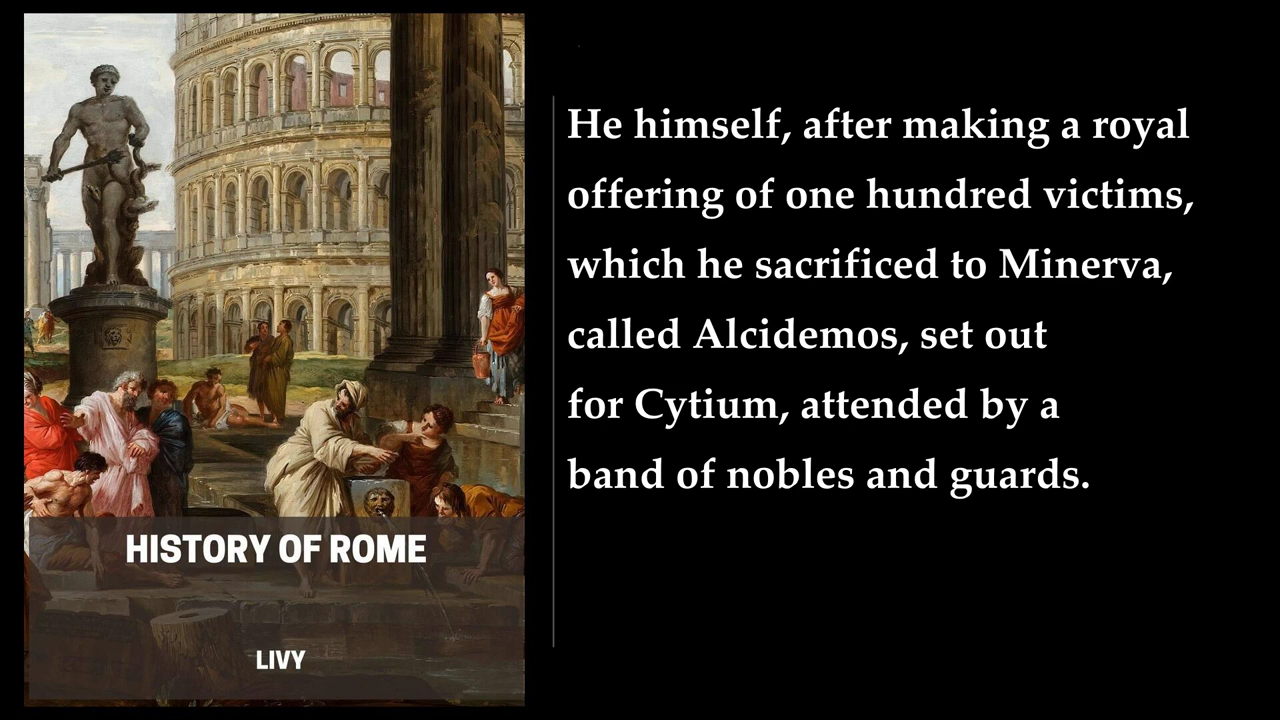 He himself, after making a royal
offering of one hundred victims,
which he sacrificed to Minerva,
called Alcidemos, set out
for Cytium, attended by a
band of nobles and guards.
HISTORY OF ROME
LIVY